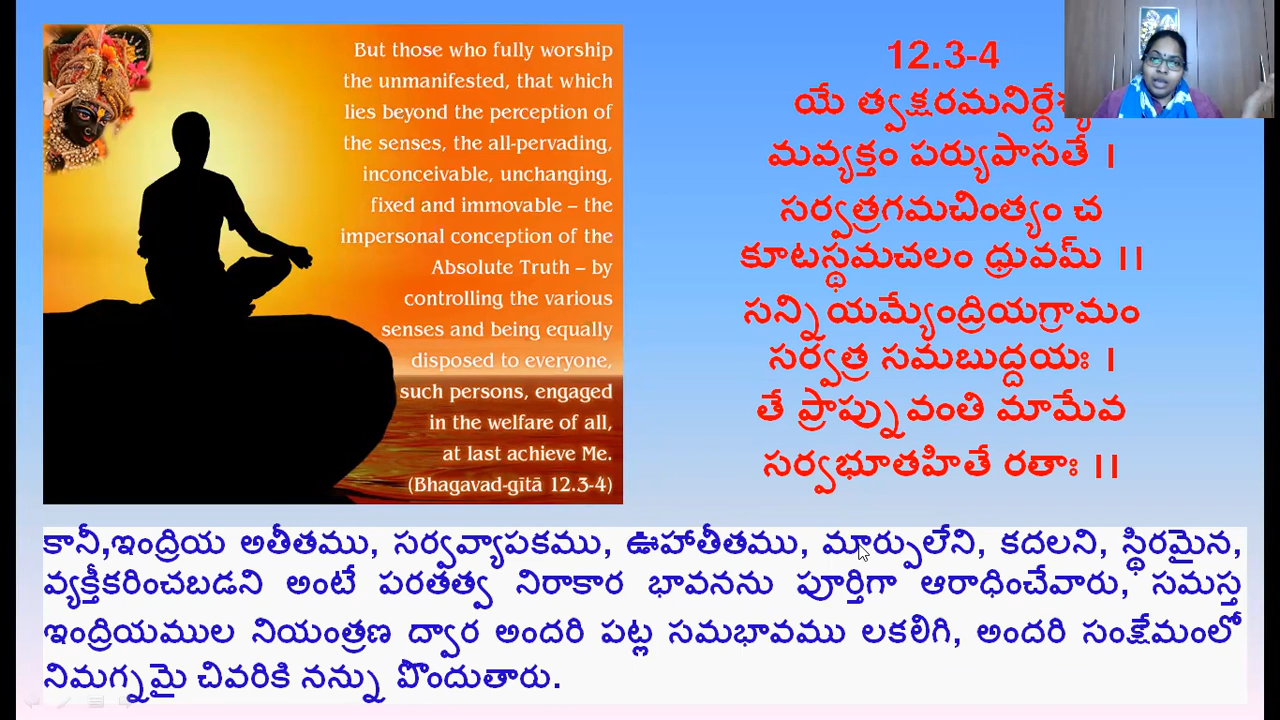 But those who fully worship
the unmanifested, that which
lies beyond the perception of
the senses, the all-pervading,
inconceivable, unchanging,
fixed and immovable – the
impersonal conception of the
Absolute Truth – by
controlling the various
senses and being equally
disposed to everyone,
such persons, engaged
in the welfare of all,
at last achieve Me.
(Bhagavad-gītā 12.3-4)
12.3-4
యే
మవ్యక్తం పర్యుపాసతే ।
సర్వత్రగమచింత్యం చ
కూటస్థమచలం ధ్రువమ్ ।।
సన్నియమ్యేంద్రియగ్రామం
సర్వత్ర సమబుద్దయః ।
తే ప్రాప్నువంతి మామేవ
సర్వభూతహితే రతాః ।।
కానీ,ఇంద్రియ అతీతము, సర్వవ్యాపకము, ఊహాతీతము, మార్పులేని, కదలని, స్థిరమైన,
వ్యక్తీకరించబడని అంటే పరతత్వ నిరాకార భావనను పూర్తిగా ఆరాధించేవారు, సమస్త
ఇంద్రియముల నియంత్రణ ద్వార అందరి పట్ల సమభావము లకలిగి, అందరి సంక్షేమంలో
నిమగ్నమై చివరికి నన్ను పొందుతారు.